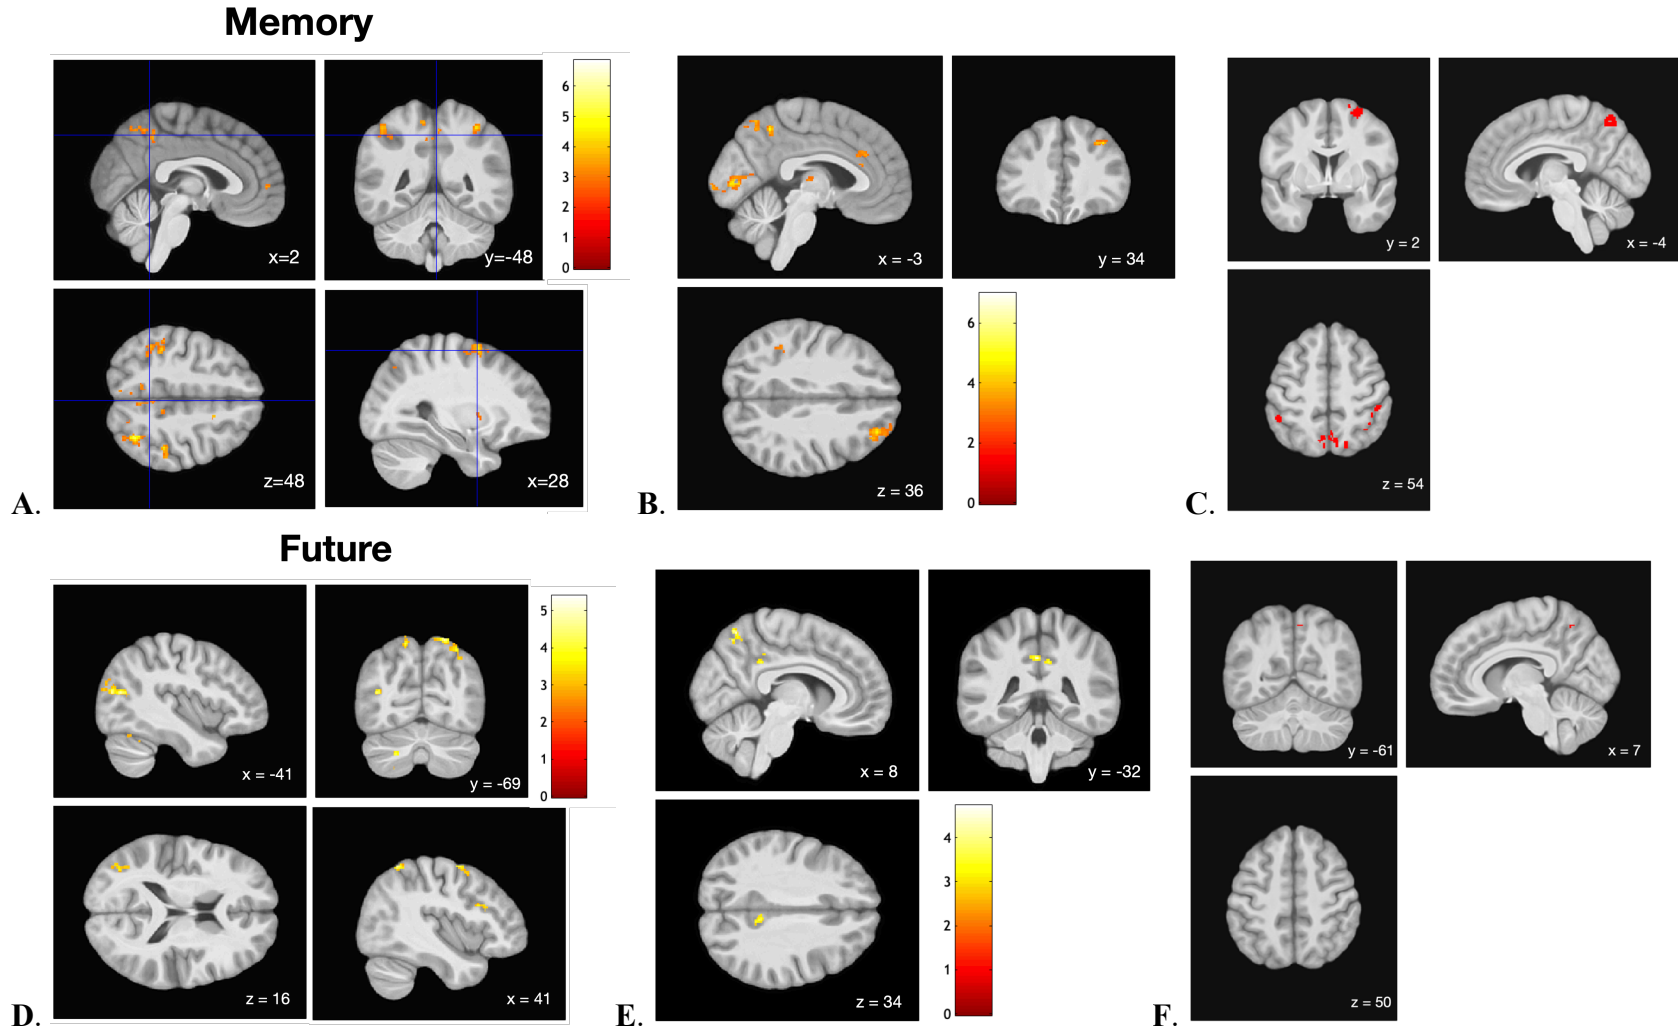 Memory
6
5
4
3
2
1
0
x=2
y=-48
z=48
x=28
A.
x = -3
y = 34
z = 36
6
4
2
0
B.
y = 2
x = -4
z = 54
C.
Future
x = -41
y = -69
5
4
3
2
1
0
z = 16
x = 41
D.
x = 8
y = -32
z = 34
4
3
2
1
0
E.
y = -61
x = 7
z = 50
F.